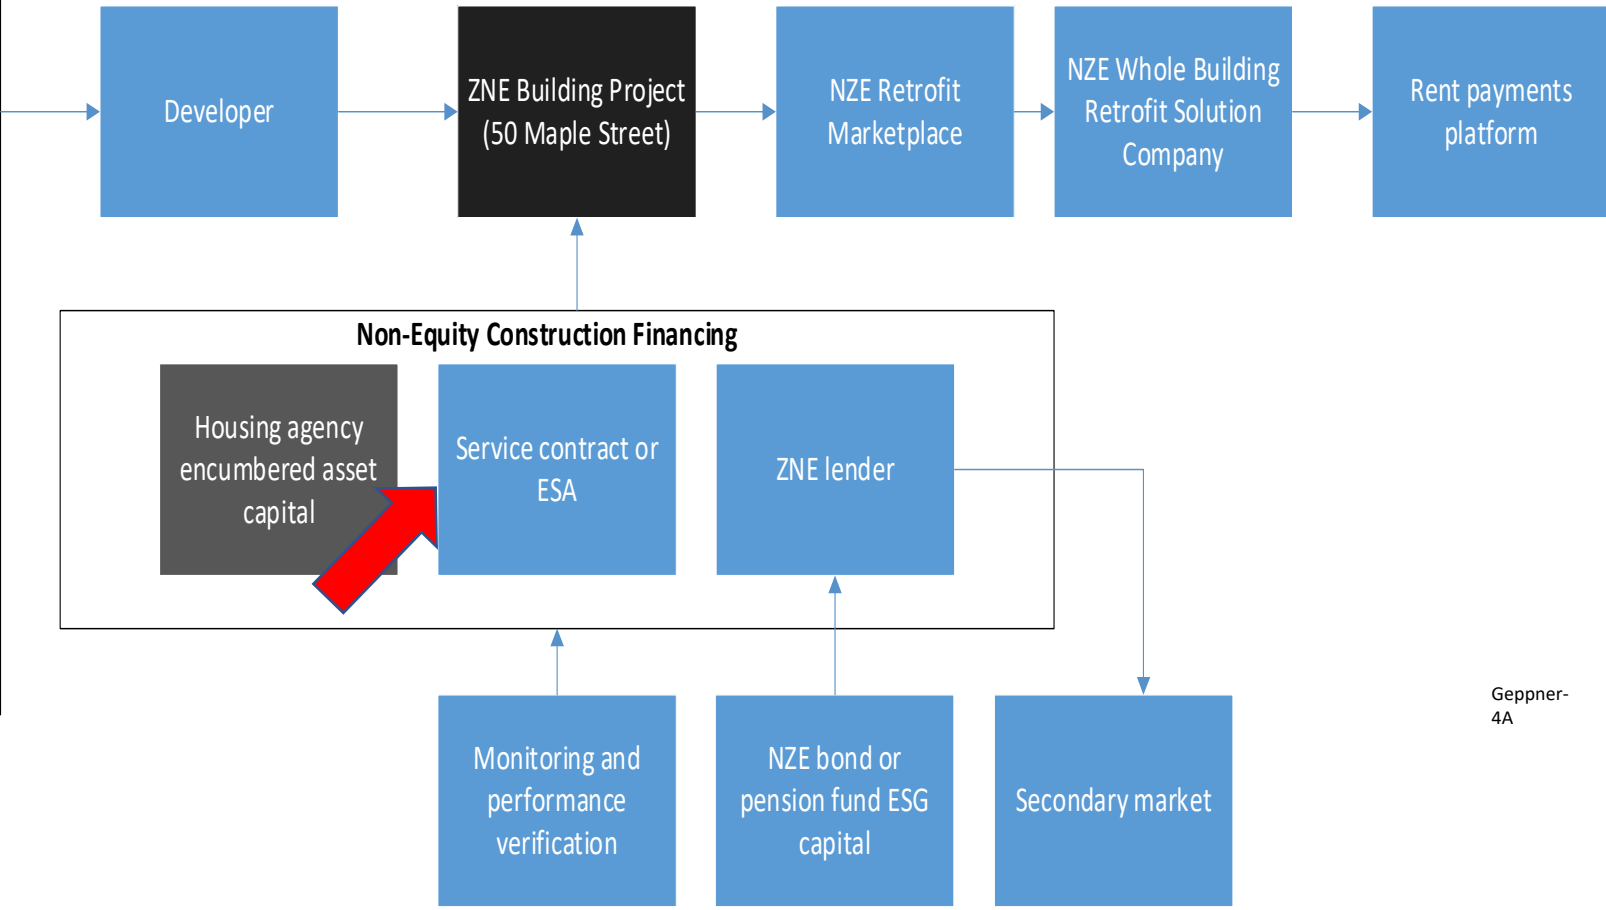 Developer
ZNE Building Project
(50 Maple Street)
NZE Retrofit
Marketplace
NZE Whole Building
Retrofit Solution
Company
Rent payments
platform
Non-Equity Construction Financing
Housing agency
encumbered asset
capital
Service contract or
ESA
ZNE lender
Monitoring and
performance
verification
NZE bond or
pension fund ESG
capital
Secondary market
Geppner-
4A